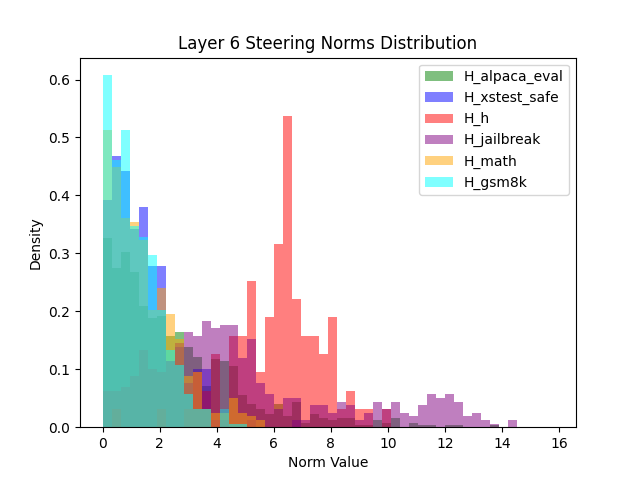 Layer 6 Steering Norms Distribution
H_alpaca_eval
H_xstest_safe
H_h
H_jailbreak
H_math
H_gsm8k
Density
0.6
0.5
0.4
0.3
0.2
0.1
0.0
0 2 4 6 8 10 12 14 16
Norm Value